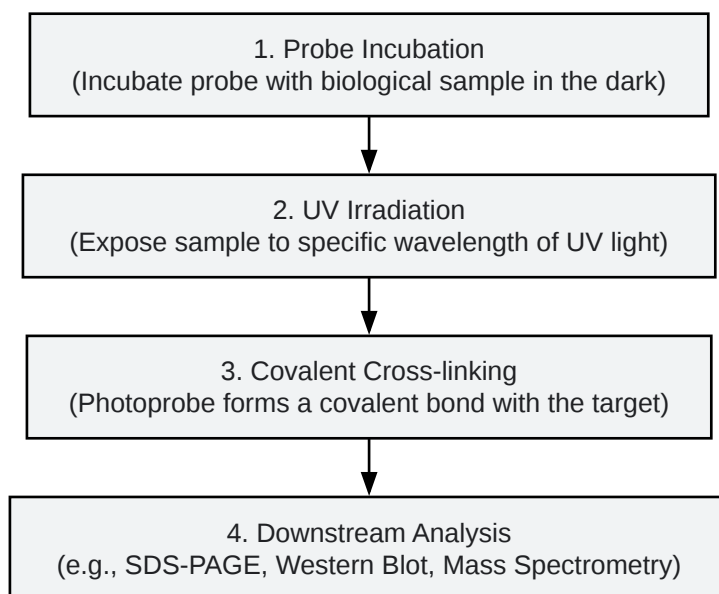 1. Probe Incubation
(Incubate probe with biological sample in the dark)
2. UV Irradiation
(Expose sample to specific wavelength of UV light)
3. Covalent Cross-linking
(Photoprobe forms a covalent bond with the target)
4. Downstream Analysis
(e.g., SDS-PAGE, Western Blot, Mass Spectrometry)